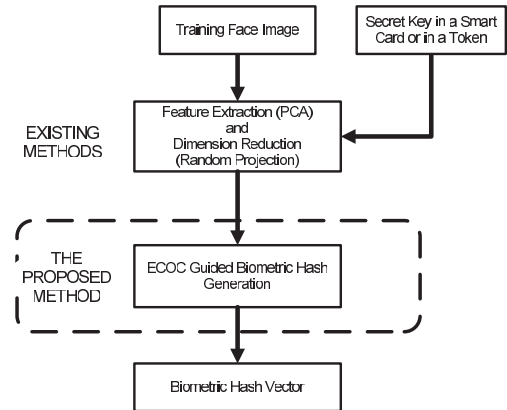 Training Face Image
Secret Key in a Smart
Card or in a Token
EXISTING
METHODS
Feature Extraction (PCA)
and
Dimension Reduction
(Random Projection)
THE
PROPOSED
METHOD
ECOC Guided Biometric Hash
Generation
Biometric Hash Vector